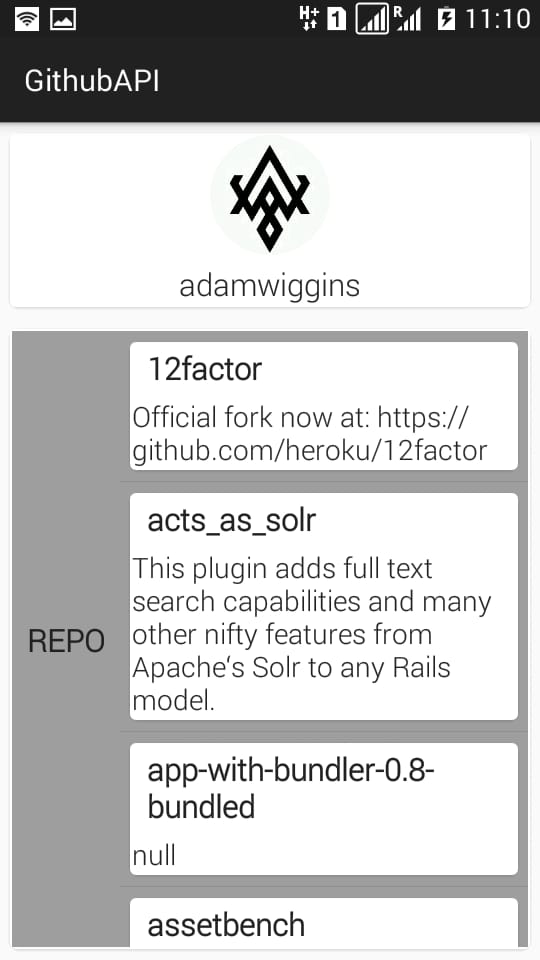 H+ 1 R 11:10
GithubAPI
adamwiggins
REPO
12factor
Official fork now at: https://
github.com/heroku/12factor
acts_as_solr
This plugin adds full text
search capabilities and many
other nifty features from
Apache‘s Solr to any Rails
model.
app-with-bundler-0.8-
bundled
null
assetbench